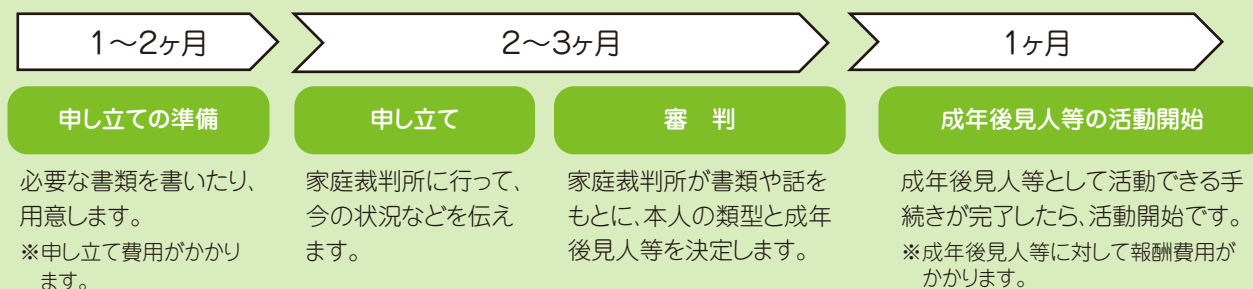 1〜2ヶ月
2〜3ヶ月
1ヶ月
申し立ての準備
必要な書類を書いたり、
用意します。
※申し立て費用がかかり
ます。
申し立て
家庭裁判所に行って、
今の状況などを伝え
ます。
審　判
家庭裁判所が書類や話を
もとに、本人の類型と成年
後見人等を決定します。
成年後見人等の活動開始
成年後見人等として活動できる手
続きが完了したら、活動開始です。
※成年後見人等に対して報酬費用が
かかります。